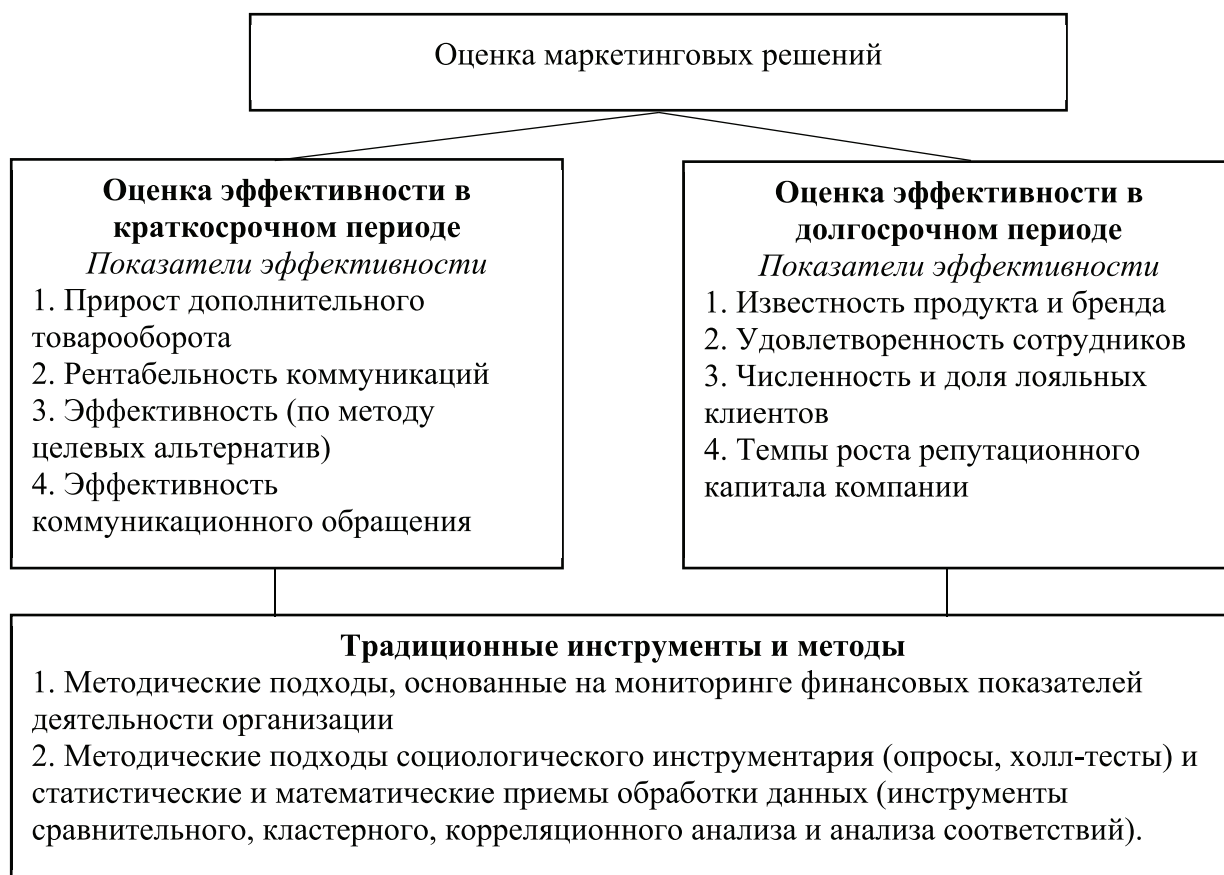 Оценка маркетинговых решений
Оценка эффективности в
краткосрочном периоде
Показатели эффективности
1. Прирост дополнительного
товарооборота
2. Рентабельность коммуникаций
3. Эффективность (по методу
целевых альтернатив)
4. Эффективность
коммуникационного обращения
Оценка эффективности в
долгосрочном периоде
Показатели эффективности
1. Известность продукта и бренда
2. Удовлетворенность сотрудников
3. Численность и доля лояльных
клиентов
4. Темпы роста репутационного
капитала компании
Традиционные инструменты и методы
1. Методические подходы, основанные на мониторинге финансовых показателей
деятельности организации
2. Методические подходы социологического инструментария (опросы, холл-тесты) и
статистические и математические приемы обработки данных (инструменты
сравнительного, кластерного, корреляционного анализа и анализа соответствий).